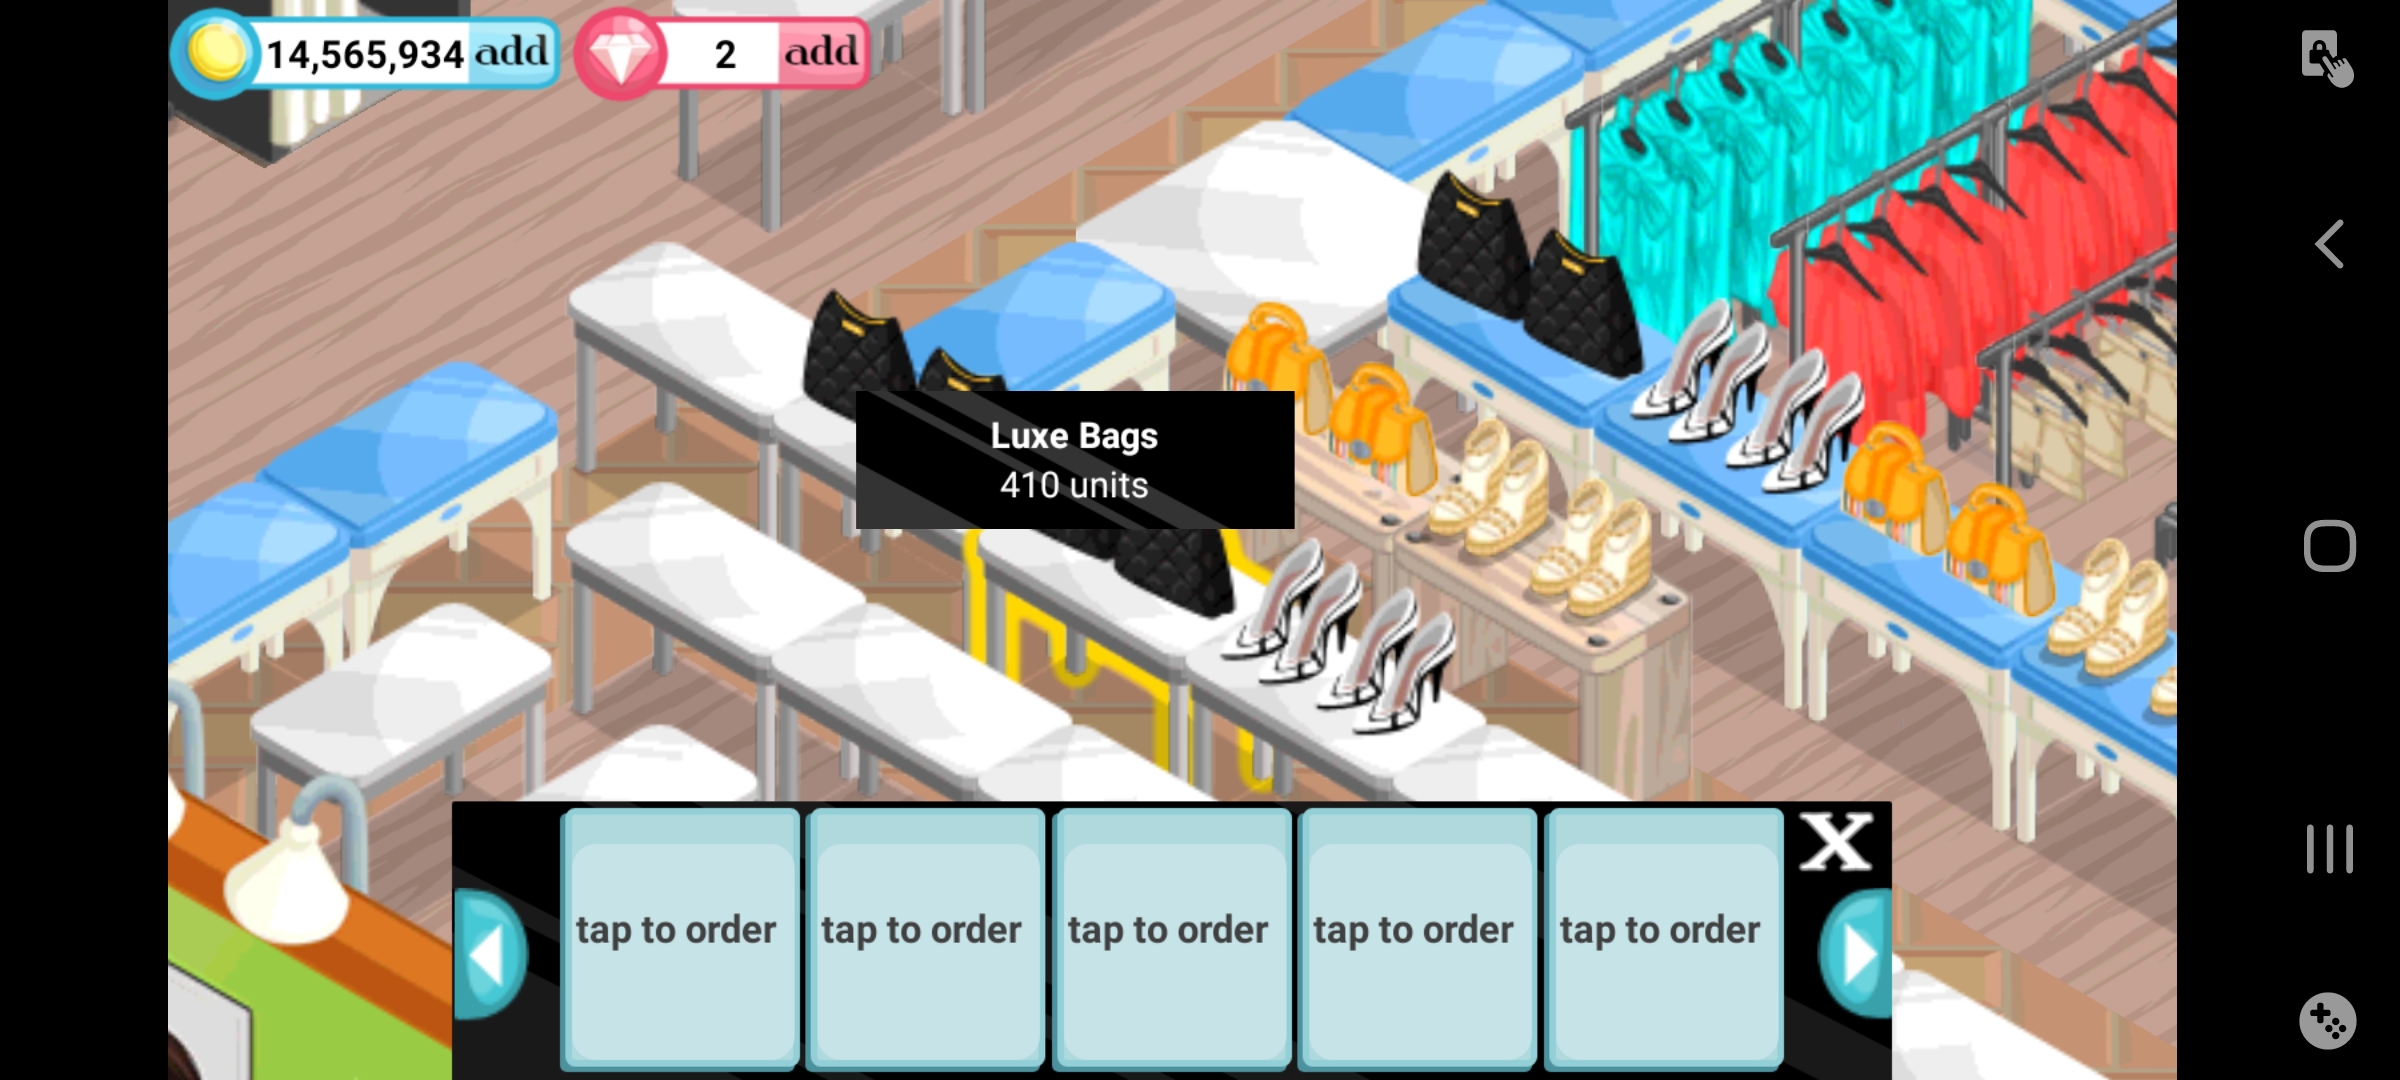 14,565,934 add
2 add
Luxe Bags
410 units
tap to order
tap to order
tap to order
tap to order
tap to order
X